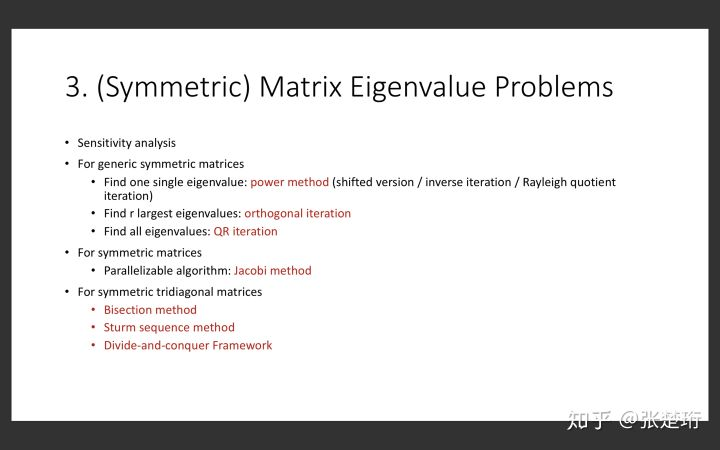 3. (Symmetric) Matrix Eigenvalue Problems
• Sensitivity analysis
• For generic symmetric matrices
• Find one single eigenvalue: power method (shifted version / inverse iteration / Rayleigh quotient
iteration)
• Find r largest eigenvalues: orthogonal iteration
• Find all eigenvalues: QR iteration
• For symmetric matrices
• Parallelizable algorithm: Jacobi method
• For symmetric tridiagonal matrices
• Bisection method
• Sturm sequence method
• Divide-and-conquer Framework
知乎 @张楚珩